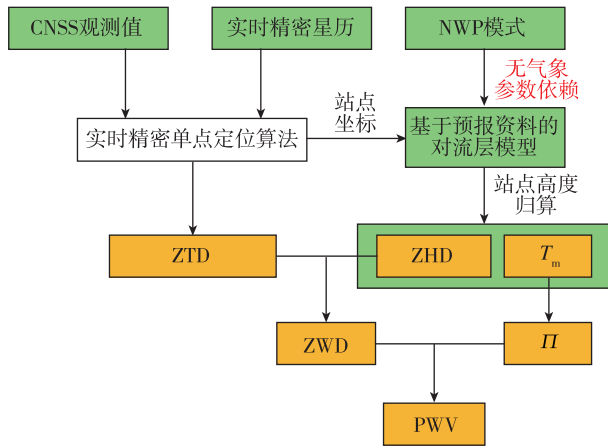 CNSS观测值
实时精密星历
NWP模式
无气象
参数依赖
站点
坐标
实时精密单点定位算法
基于预报资料的
对流层模型
站点高度
归算
ZTD
ZHD
Tm
ZWD
Π
PWV